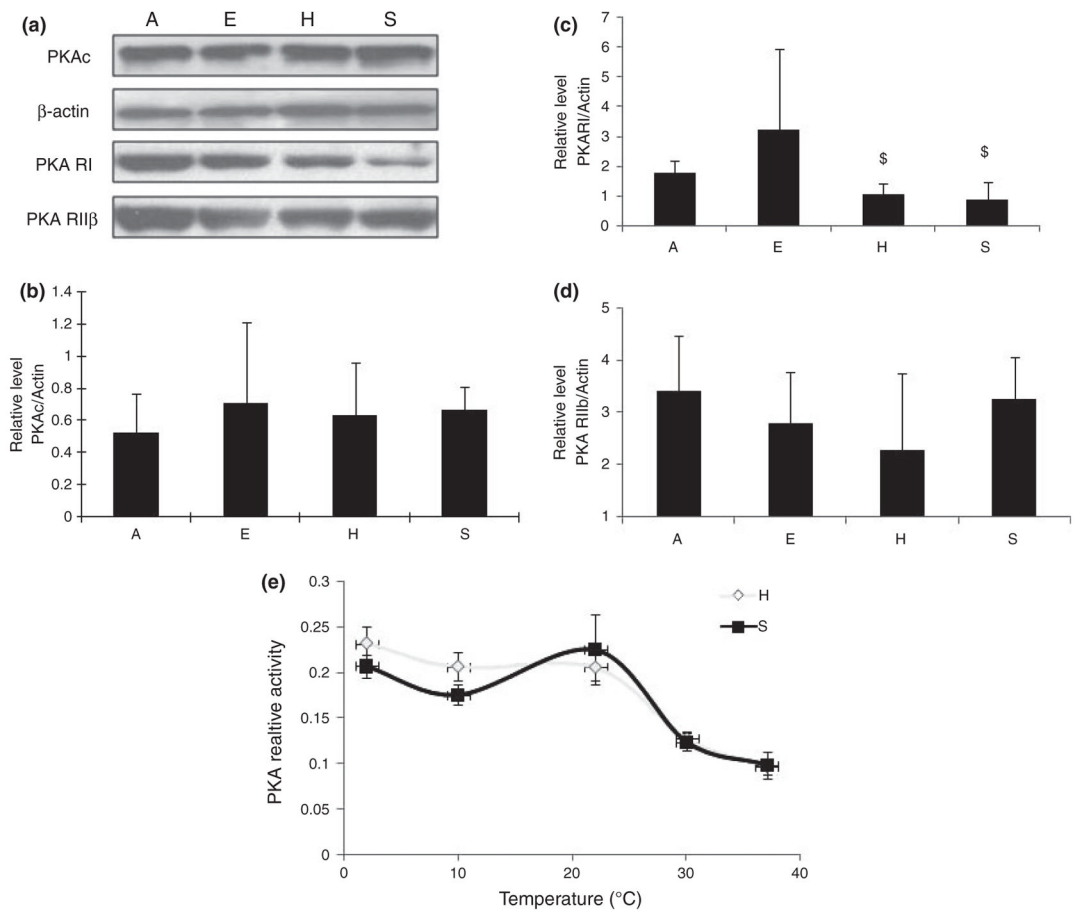 (a)
A E H S
PKAc
β-actin
PKA RI
PKA RIIβ
(c)
Relative level
PKARI/Actin
7
6
5
4
3
2
1
0
$ $
A E H S
(b)
Relative level
PKAc/Actin
1.4
1.2
1
0.8
0.6
0.4
0.2
0
A E H S
(d)
Relative level
PKA RIIb/Actin
5
4
3
2
1
A E H S
(e)
PKA realtive activity
0.3
0.25
0.2
0.15
0.1
0.05
0
H
S
0 10 20 30 40
Temperature (°C)